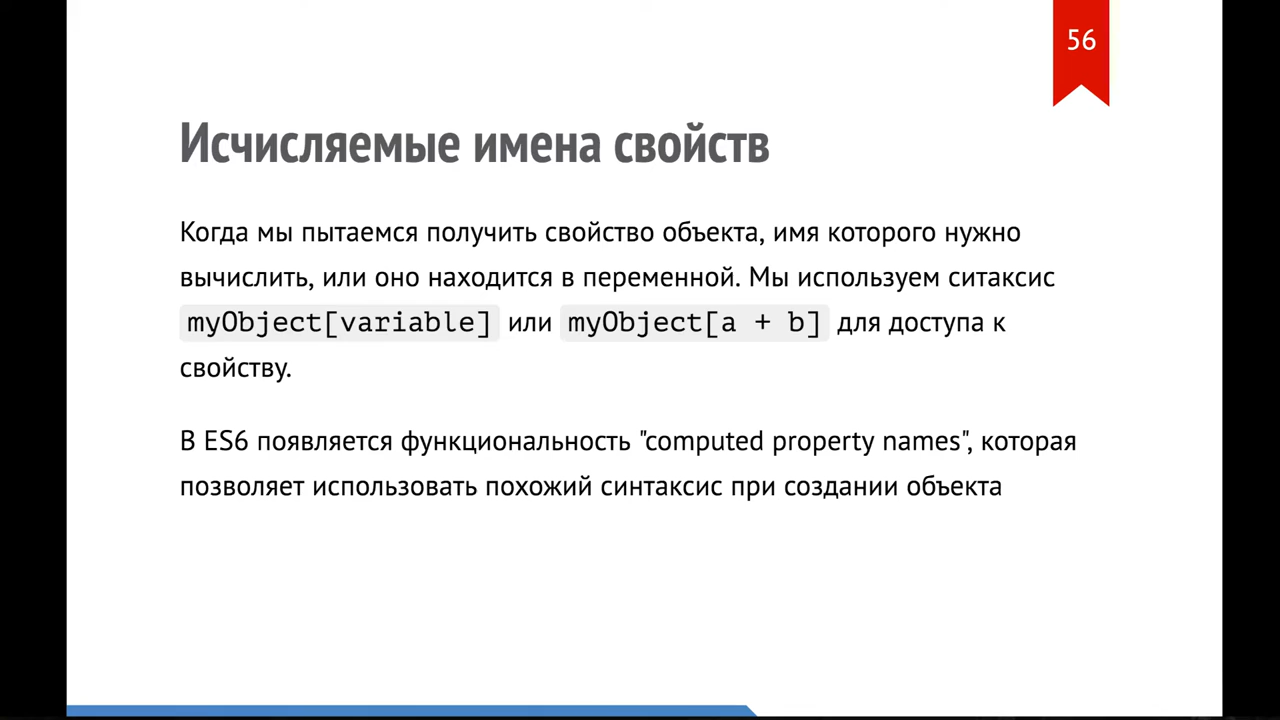 56
Исчисляемые имена свойств
Когда мы пытаемся получить свойство объекта, имя которого нужно
вычислить, или оно находится в переменной. Мы используем ситаксис
myObject[variable] или myObject[a + b] для доступа к
свойству.
В ES6 появляется функциональность "computed property names", которая
позволяет использовать похожий синтаксис при создании объекта